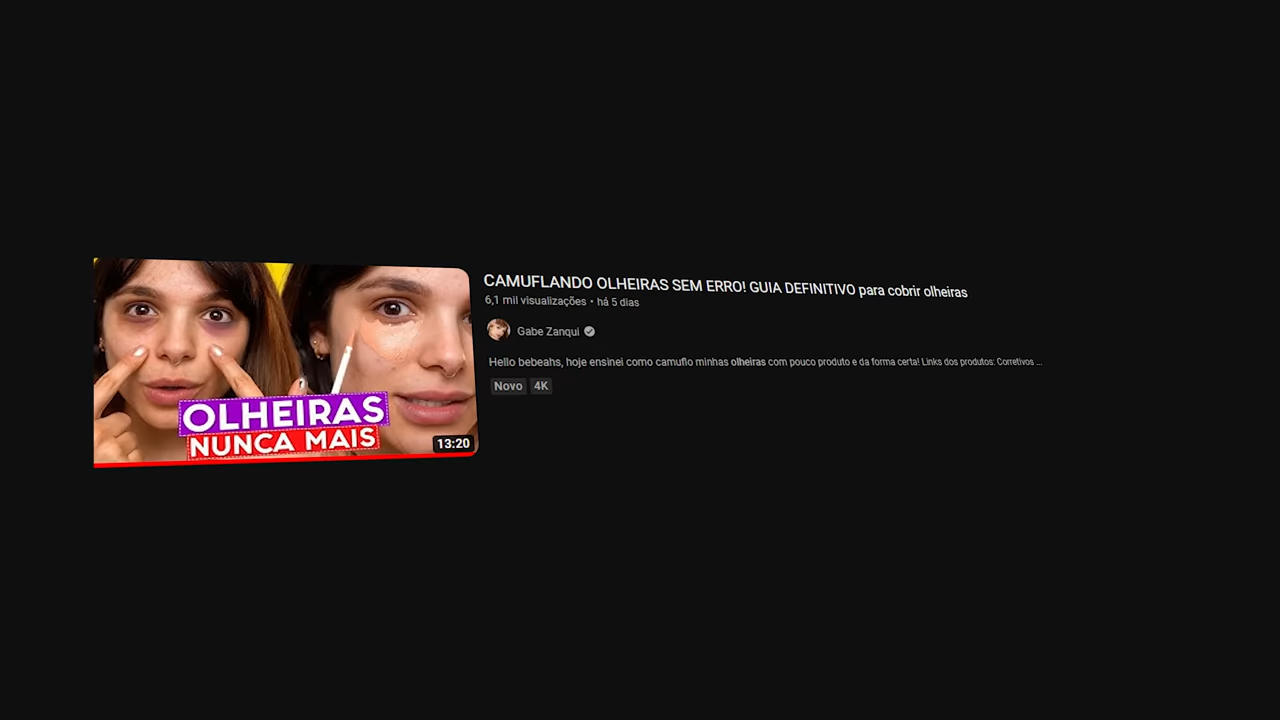 OLHEIRAS
NUNCA MAIS
13:20
CAMUFLANDO OLHEIRAS SEM ERRO! GUIA DEFINITIVO para cobrir olheiras
6,1 mil visualizações • há 5 dias
Gabe Zanqui
Hello bebeahs, hoje ensinei como camuflo minhas olheiras com pouco produto e da forma certa! Links dos produtos: Corretivos ...
Novo 4K